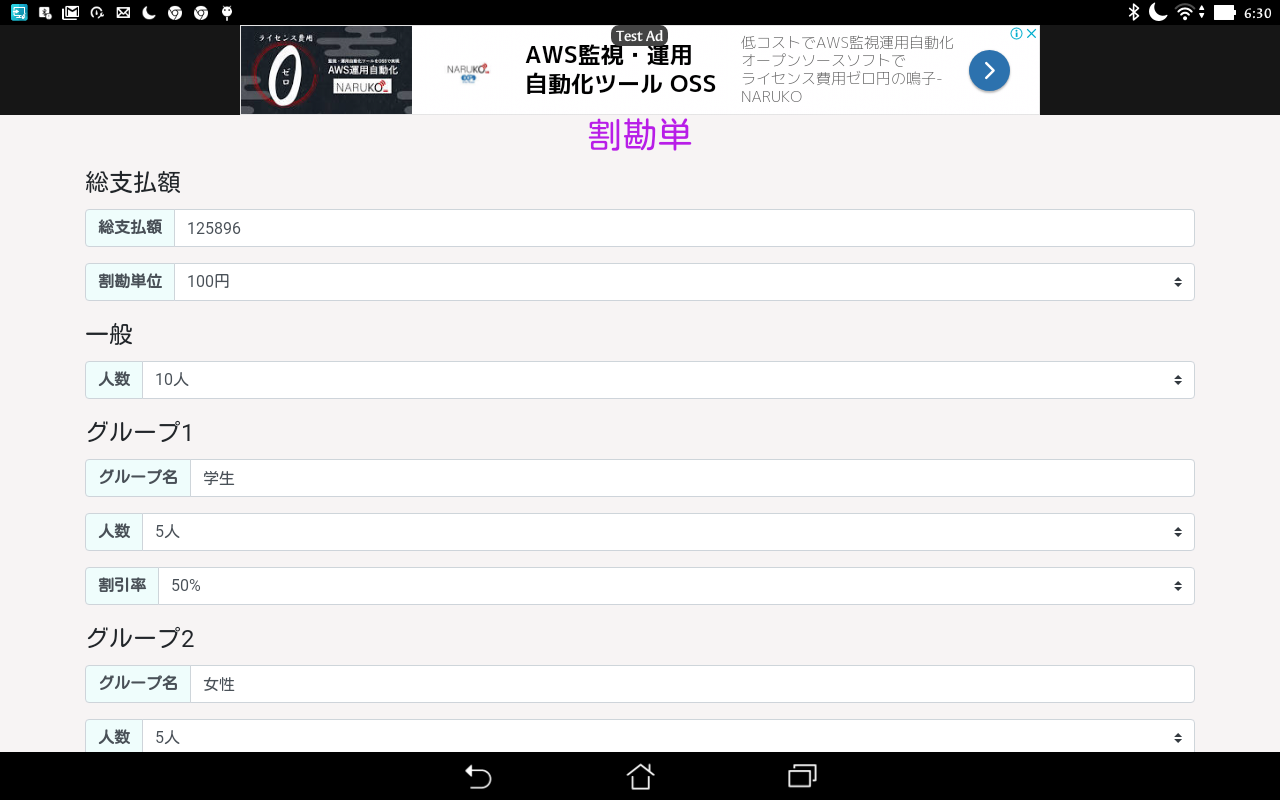 6:30
ライセンス費用
ゼロ
監視・運用自動化ツールをOSSで実現
AWS運用自動化
NARUKO
NARUKO
Test Ad
AWS監視・運用
自動化ツール OSS
低コストでAWS監視運用自動化
オープンソースソフトで
ライセンス費用ゼロ円の鳴子-
NARUKO
割勘単
総支払額
総支払額 125896
割勘単位 100円
一般
人数 10人
グループ1
グループ名 学生
人数 5人
割引率 50%
グループ2
グループ名 女性
人数 5人